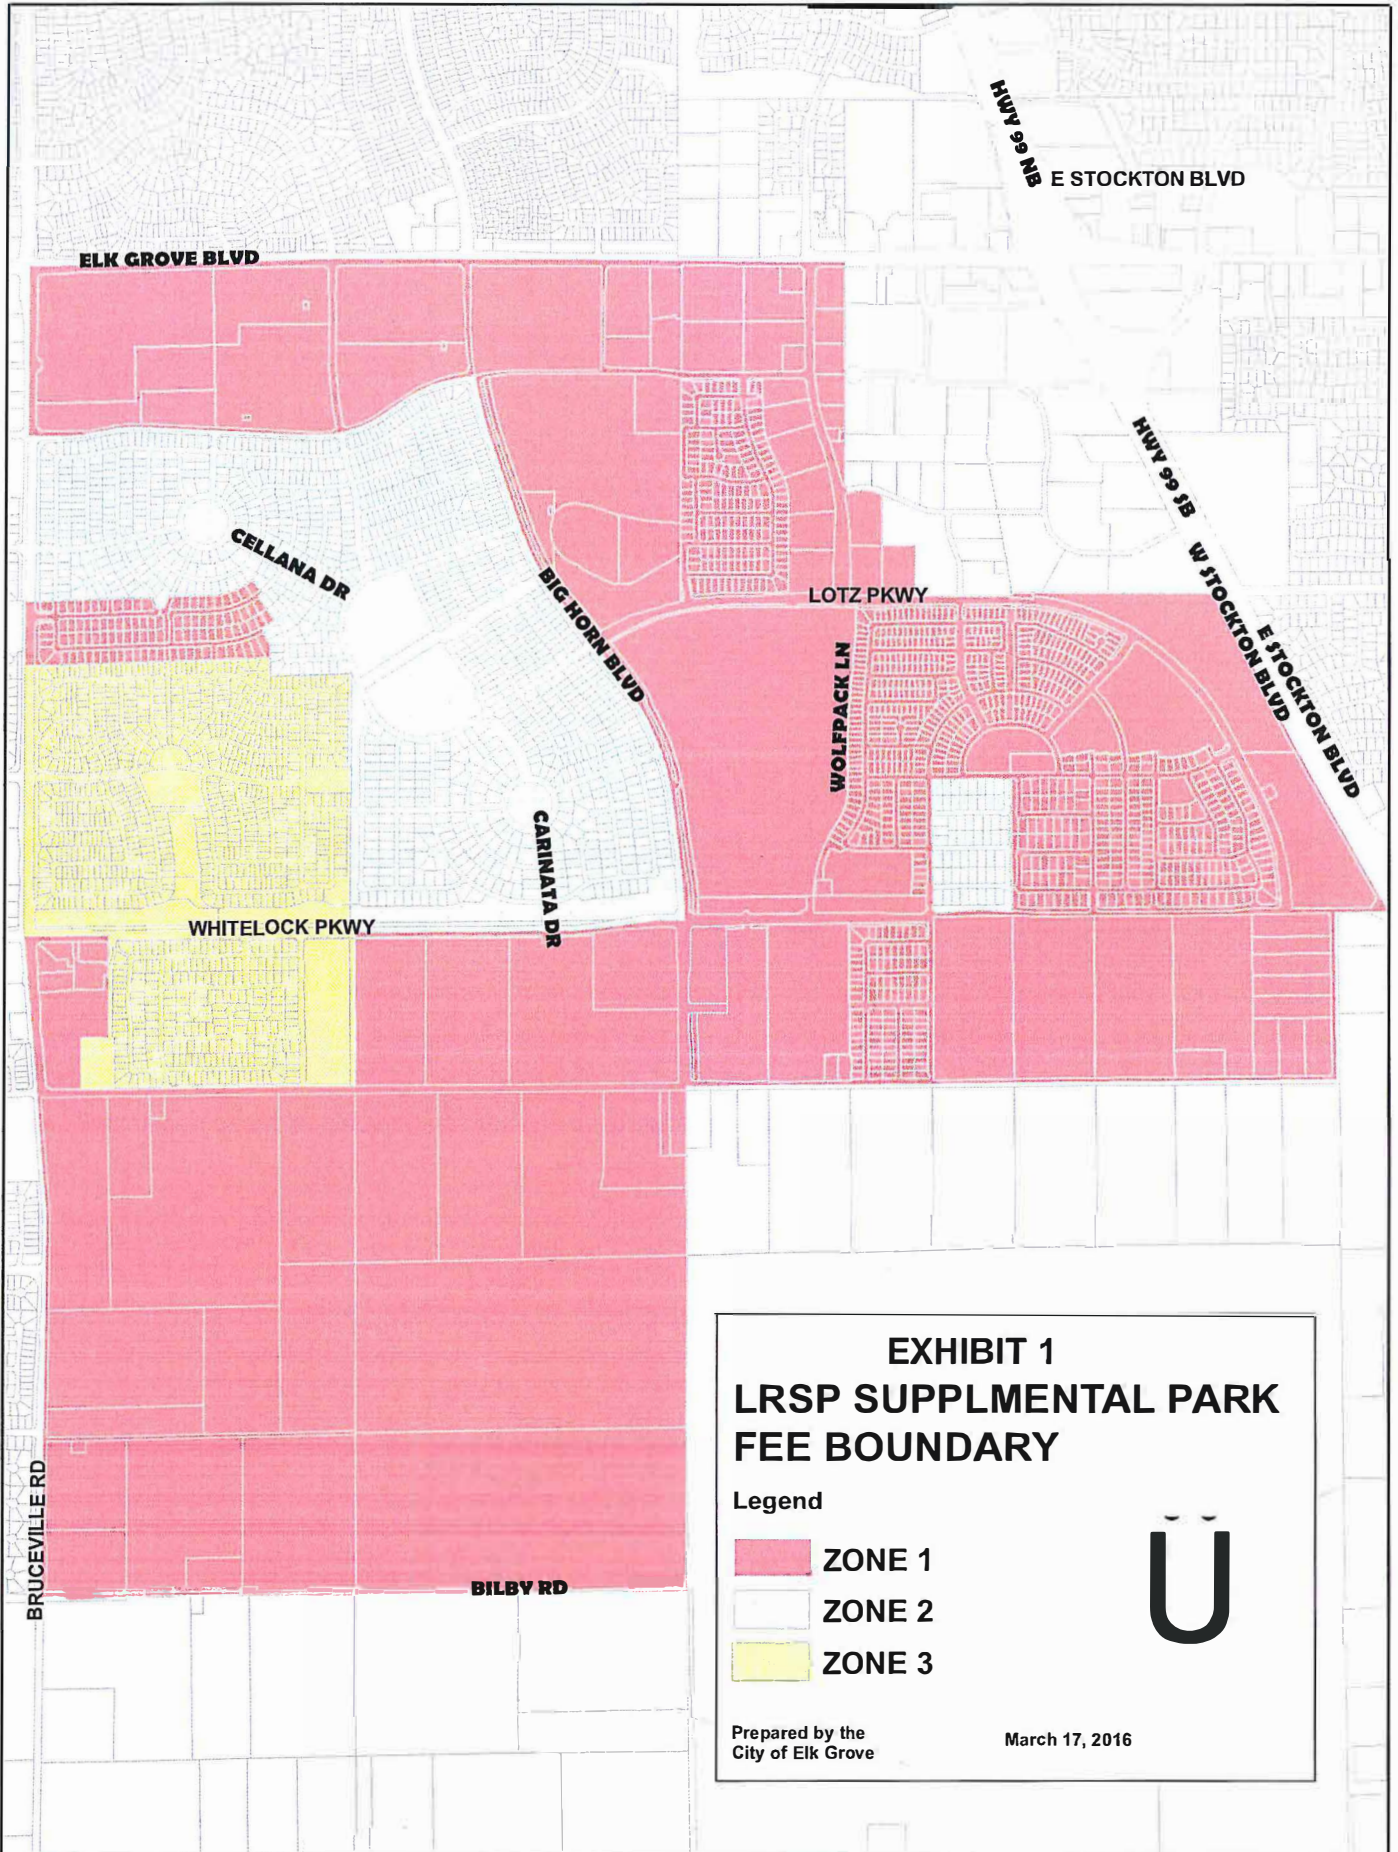 HWY 99 NB
E STOCKTON BLVD
ELK GROVE BLVD
HWY 99 SB
CELLANA DR
W STOCKTON BLVD
BIG HORN BLVD
LOTZ PKWY
E STOCKTON BLVD
WOLFPACK LN
CARINATA DR
WHITELOCK PKWY
EXHIBIT 1
LRSP SUPPLMENTAL PARK
FEE BOUNDARY
Legend
BRUCEVILLE RD
ZONE 1
Ü
BILBY RD
ZONE 2
ZONE 3
Prepared by the
City of Elk Grove
March 17, 2016